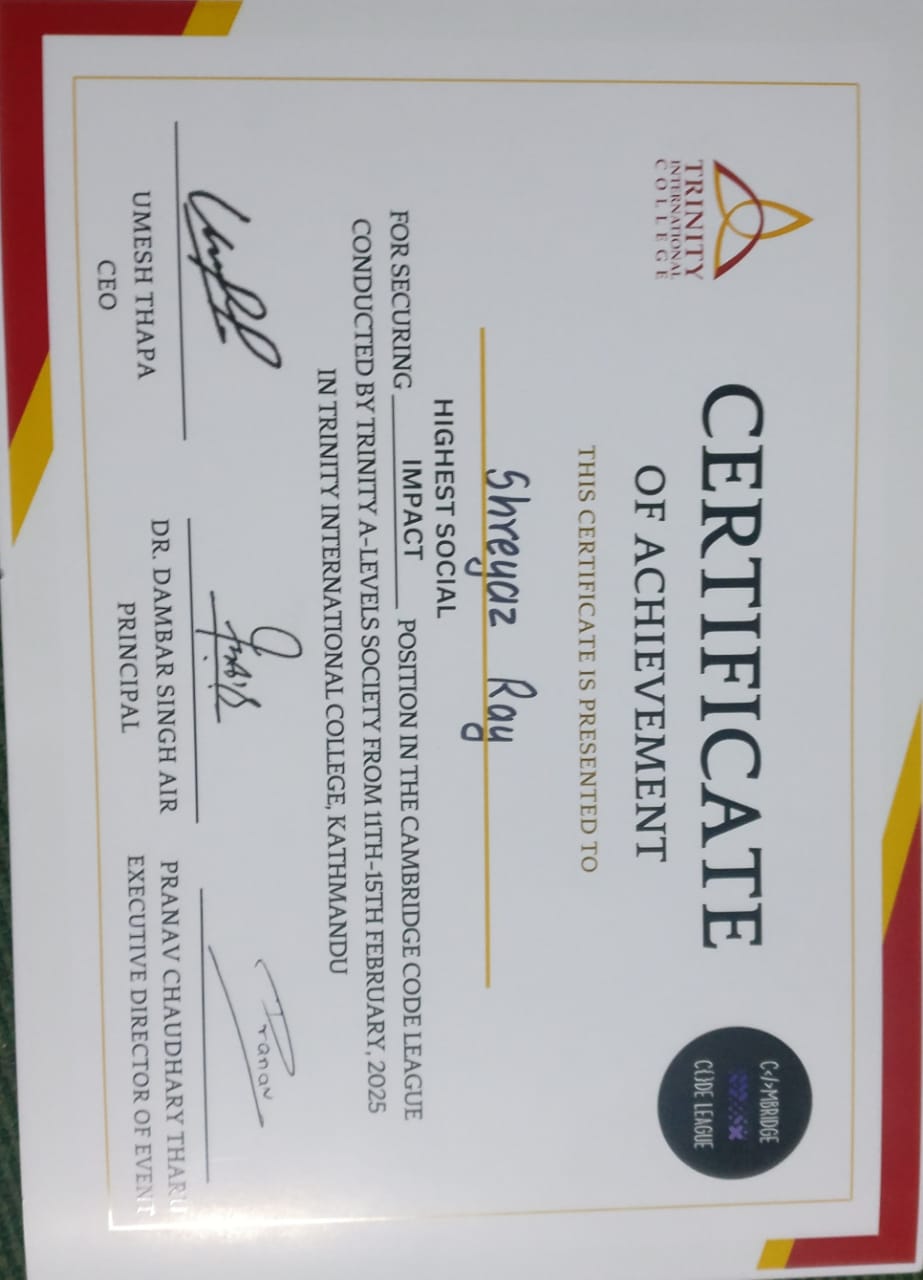 TRINITY
INTERNATIONAL
COLLEGE
C</>MBRIDGE
C{}DE LEAGUE
CERTIFICATE
OF ACHIEVEMENT
THIS CERTIFICATE IS PRESENTED TO
Shreyaz Ray
HIGHEST SOCIAL
FOR SECURING IMPACT POSITION IN THE CAMBRIDGE CODE LEAGUE
CONDUCTED BY TRINITY A-LEVELS SOCIETY FROM 11TH-15TH FEBRUARY, 2025
IN TRINITY INTERNATIONAL COLLEGE, KATHMANDU
Pranav
UMESH THAPA
CEO
DR. DAMBAR SINGH AIR
PRINCIPAL
PRANAV CHAUDHARY THARU
EXECUTIVE DIRECTOR OF EVENT